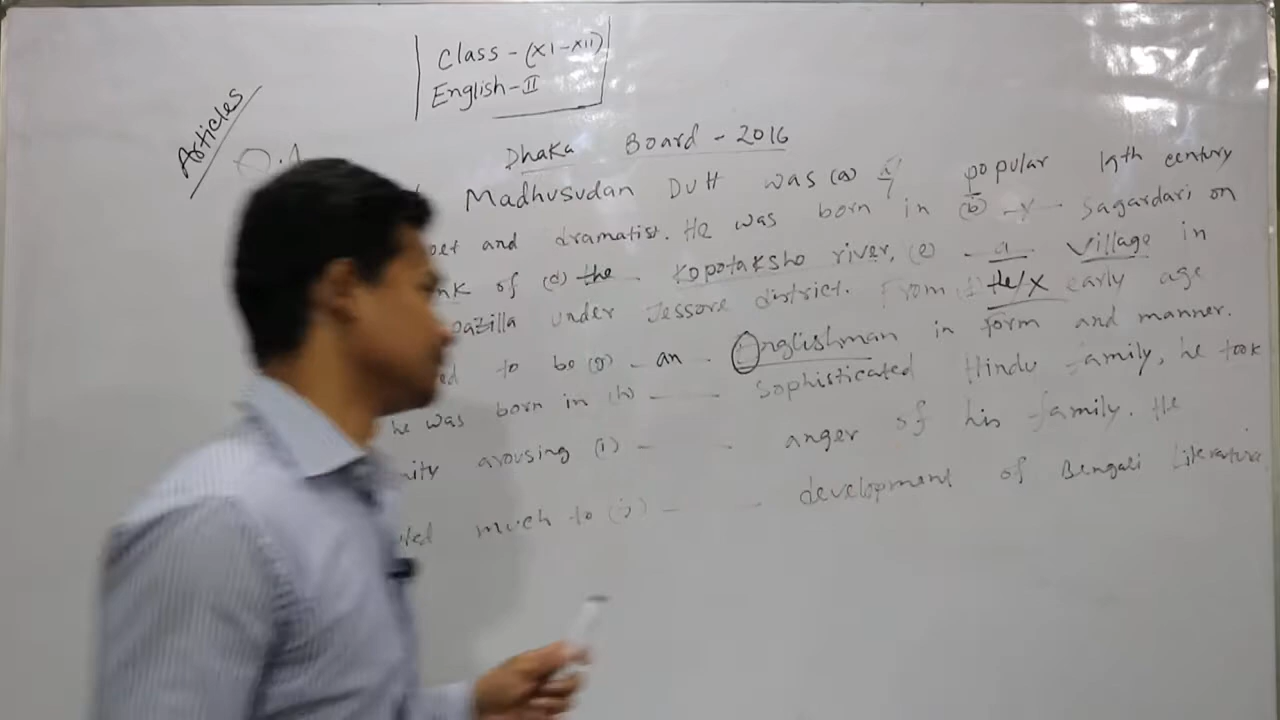 Class - (XI-XII)
English - II
Articles
Q.1
Dhaka Board - 2016
Madhusudan Dutt was (a) a popular 19th century
oet and dramatist. He was born in (b) - x - Sagardari on
nk of (d) the Kopotaksho river, (e) - a village in
pazilla under Jessore district. From (f) the/x early age
ed to be (g) - an - Englishman in form and manner.
he was born in (h) - - sophisticated Hindu family, he took
nity arousing (i) - - anger of his family. He
ted much to (j) - - development of Bengali literature.